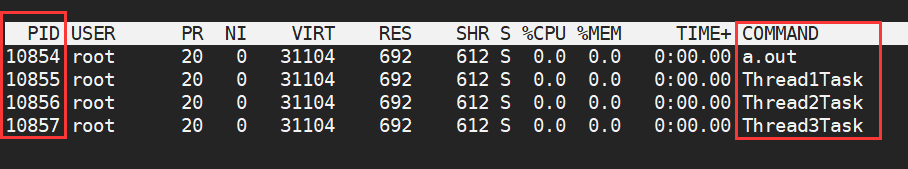 PID USER PR NI VIRT RES SHR S %CPU %MEM TIME+ COMMAND
10854 root 20 0 31104 692 612 S 0.0 0.0 0:00.00 a.out
10855 root 20 0 31104 692 612 S 0.0 0.0 0:00.00 Thread1Task
10856 root 20 0 31104 692 612 S 0.0 0.0 0:00.00 Thread2Task
10857 root 20 0 31104 692 612 S 0.0 0.0 0:00.00 Thread3Task